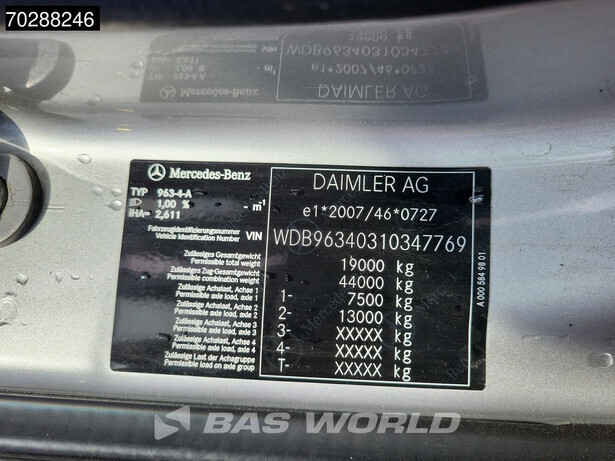 70288246
Mercedes-Benz
DAIMLER AG
TYP 963-4-A
1,00 % - m-1
IHA= 2,611
e1*2007/46*0727
Fahrzeugidentifizierungsnummer
Vehicle Identification Number VIN WDB96340310347769
Zulässiges Gesamtgewicht
Permissible total weight 19000 kg
Zulässiges Zug-Gesamtgewicht
Permissible combination weight 44000 kg
Zulässige Achslast, Achse 1
Permissible axle load, axle 1 1- 7500 kg
Zulässige Achslast, Achse 2
Permissible axle load, axle 2 2- 13000 kg
Zulässige Achslast, Achse 3
Permissible axle load, axle 3 3- XXXXX kg
Zulässige Achslast, Achse 4
Permissible axle load, axle 4 4- XXXXX kg
Zulässige Last der Achsgruppe
Permissible load on axle group T- XXXXX kg
A 000 584 98 01
BAS WORLD